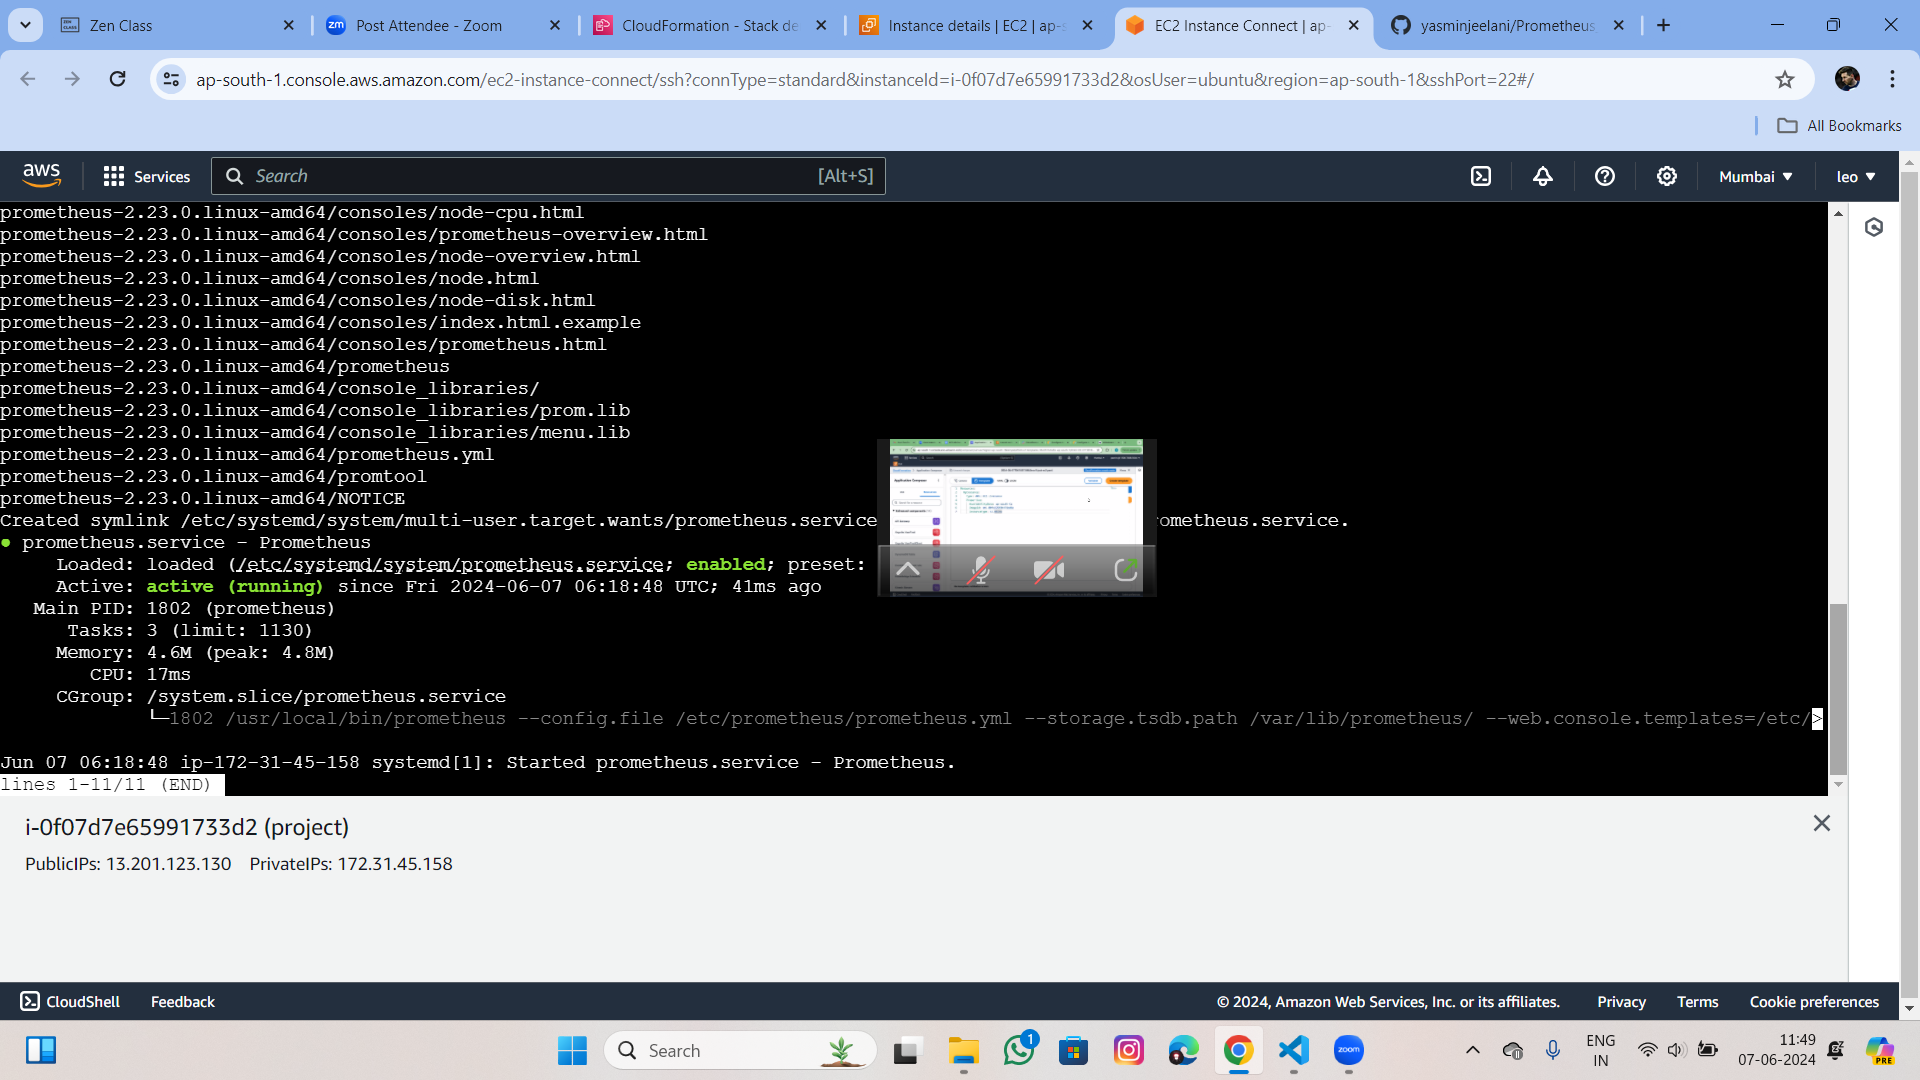 Zen Class
zm Post Attendee - Zoom
CloudFormation - Stack de
Instance details | EC2 | ap-s
EC2 Instance Connect | ap-
yasminjeelani/Prometheus
ap-south-1.console.aws.amazon.com/ec2-instance-connect/ssh?connType=standard&instanceId=i-0f07d7e65991733d2&osUser=ubuntu&region=ap-south-1&sshPort=22#/
All Bookmarks
aws Services Search [Alt+S] Mumbai ▼ leo ▼
prometheus-2.23.0.linux-amd64/consoles/node-cpu.html
prometheus-2.23.0.linux-amd64/consoles/prometheus-overview.html
prometheus-2.23.0.linux-amd64/consoles/node-overview.html
prometheus-2.23.0.linux-amd64/consoles/node.html
prometheus-2.23.0.linux-amd64/consoles/node-disk.html
prometheus-2.23.0.linux-amd64/consoles/index.html.example
prometheus-2.23.0.linux-amd64/consoles/prometheus.html
prometheus-2.23.0.linux-amd64/prometheus
prometheus-2.23.0.linux-amd64/console_libraries/
prometheus-2.23.0.linux-amd64/console_libraries/prom.lib
prometheus-2.23.0.linux-amd64/console_libraries/menu.lib
prometheus-2.23.0.linux-amd64/prometheus.yml
prometheus-2.23.0.linux-amd64/promtool
prometheus-2.23.0.linux-amd64/NOTICE
Created symlink /etc/systemd/system/multi-user.target.wants/prometheus.service ometheus.service.
● prometheus.service - Prometheus
Loaded: loaded (/etc/systemd/system/prometheus.service; enabled; preset:
Active: active (running) since Fri 2024-06-07 06:18:48 UTC; 41ms ago
Main PID: 1802 (prometheus)
Tasks: 3 (limit: 1130)
Memory: 4.6M (peak: 4.8M)
CPU: 17ms
CGroup: /system.slice/prometheus.service
└─1802 /usr/local/bin/prometheus --config.file /etc/prometheus/prometheus.yml --storage.tsdb.path /var/lib/prometheus/ --web.console.templates=/etc/>
Jun 07 06:18:48 ip-172-31-45-158 systemd[1]: Started prometheus.service - Prometheus.
lines 1-11/11 (END)
i-0f07d7e65991733d2 (project)
PublicIPs: 13.201.123.130 PrivateIPs: 172.31.45.158
CloudShell Feedback © 2024, Amazon Web Services, Inc. or its affiliates. Privacy Terms Cookie preferences
Search 1 zoom ENG 11:49 PRE
IN 07-06-2024